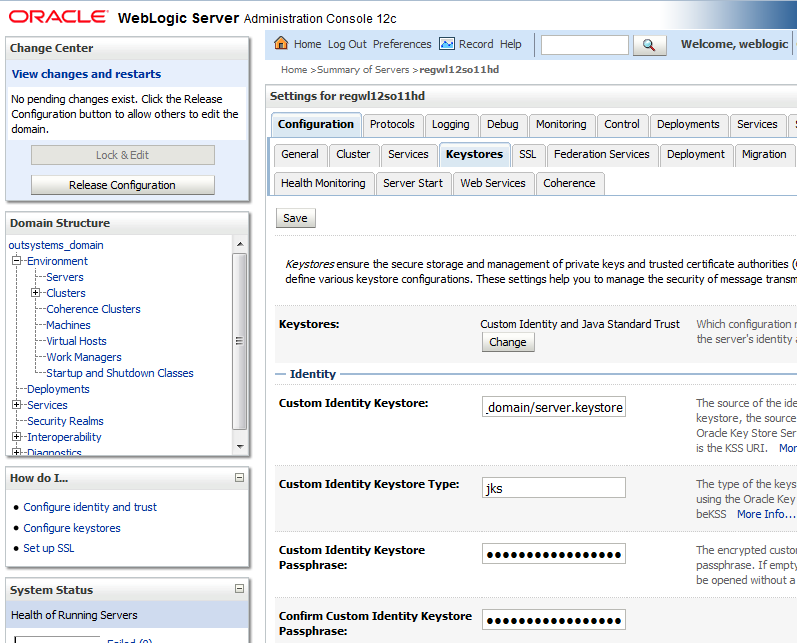 ORACLE WebLogic Server Administration Console 12c
Change Center
View changes and restarts
No pending changes exist. Click the Release
Configuration button to allow others to edit the
domain.
Lock & Edit
Release Configuration
Domain Structure
outsystems_domain
Environment
Servers
Clusters
Coherence Clusters
Machines
Virtual Hosts
Work Managers
Startup and Shutdown Classes
Deployments
Services
Security Realms
Interoperability
Diagnostics
How do I...
Configure identity and trust
Configure keystores
Set up SSL
System Status
Health of Running Servers
Failed (0)
Home Log Out Preferences Record Help
Welcome, weblogic
Home >Summary of Servers >regwl12so11hd
Settings for regwl12so11hd
Configuration Protocols Logging Debug Monitoring Control Deployments Services
General Cluster Services Keystores SSL Federation Services Deployment Migration
Health Monitoring Server Start Web Services Coherence
Save
Keystores ensure the secure storage and management of private keys and trusted certificate authorities (
define various keystore configurations. These settings help you to manage the security of message
Keystores:
Custom Identity and Java Standard Trust
Change
Which configuration
the server's identity
Identity
Custom Identity Keystore:
_domain/server.keystore
The source of the
keystore, the source
Oracle Key Store
is the KSS URI.
Custom Identity Keystore Type:
jks
The type of the
using the Oracle Key
beKSS More Info...
Custom Identity Keystore
Passphrase:
The encrypted
passphrase. If empty
be opened without a
Confirm Custom Identity Keystore
Passphrase: